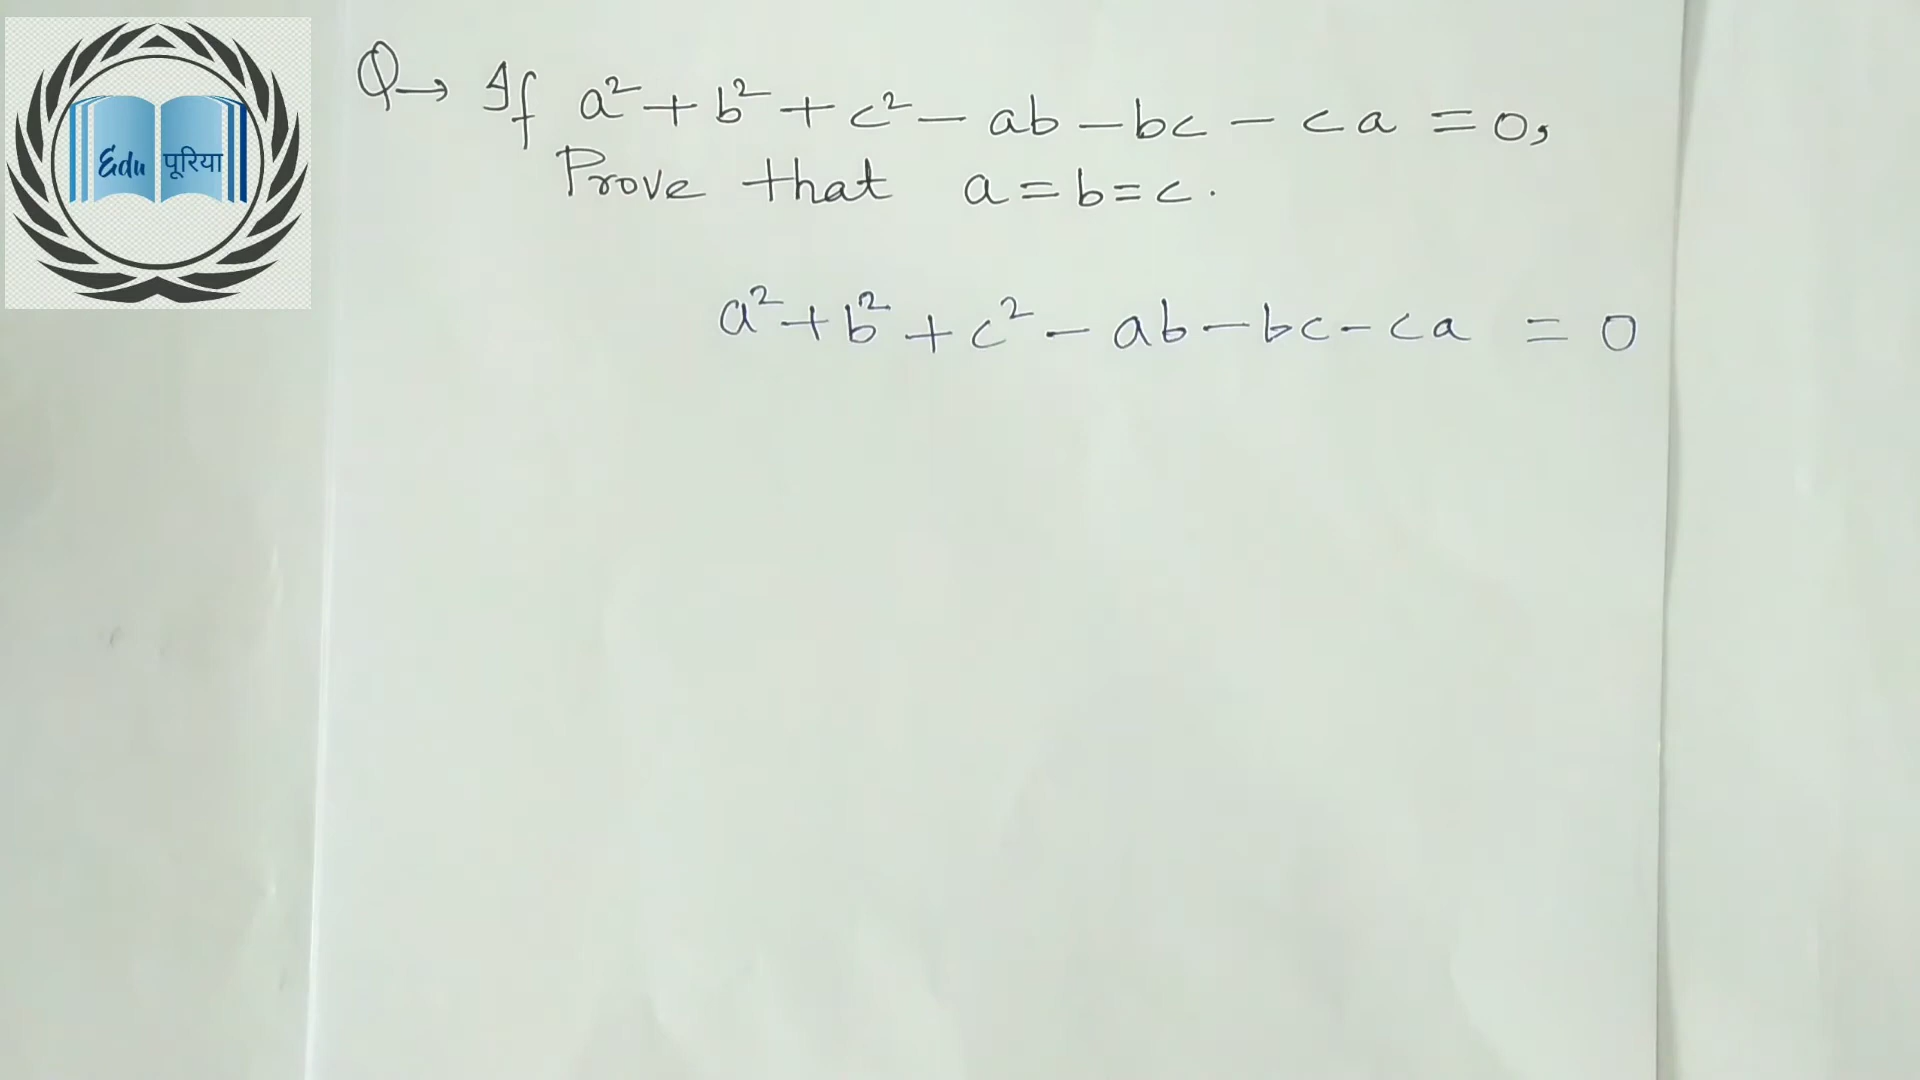 Edu पूरिया
Q→ If a² + b² + c² - ab - bc - ca = 0,
Prove that a = b = c.
a² + b² + c² - ab - bc - ca = 0